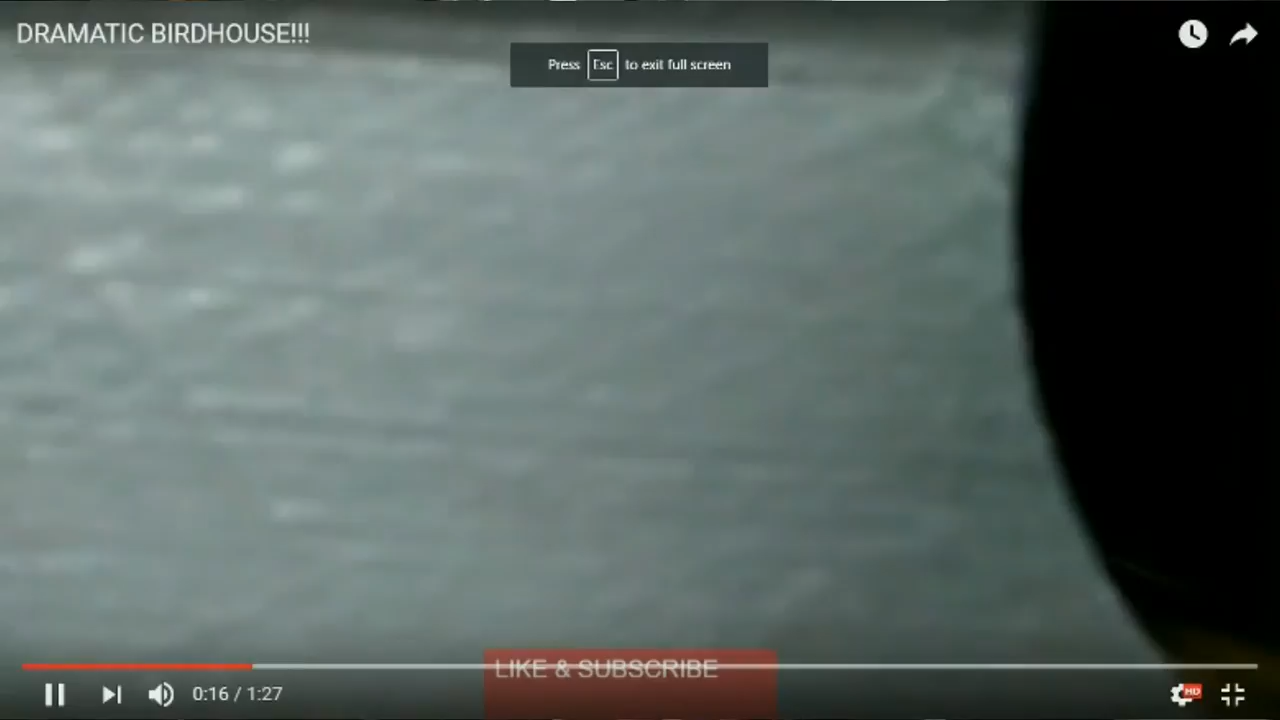 DRAMATIC BIRDHOUSE!!!
Press Esc to exit full screen
LIKE & SUBSCRIBE
0:16 / 1:27
HD